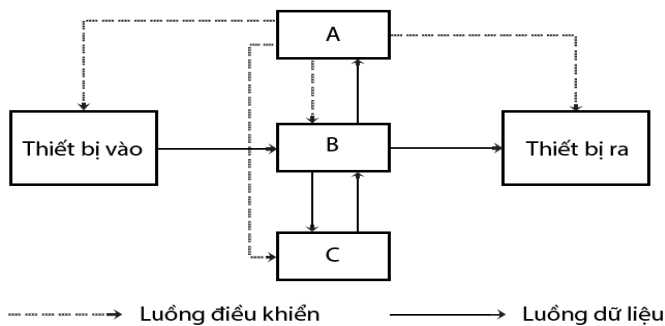 A
Thiết bị vào
B
Thiết bị ra
C
Luồng điều khiển
Luồng dữ liệu